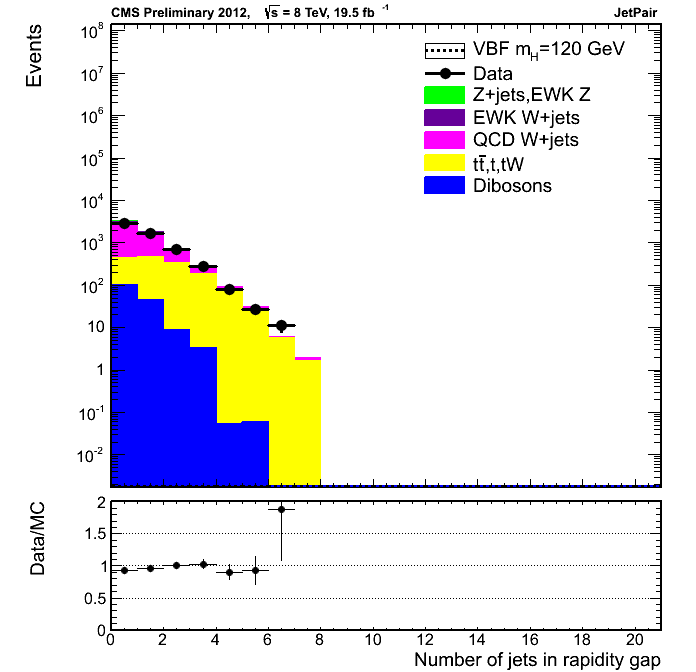 CMS Preliminary 2012, √s = 8 TeV, 19.5 fb⁻¹ JetPair
Events
VBF m_H=120 GeV
Data
Z+jets,EWK Z
EWK W+jets
QCD W+jets
tt̅,t,tW
Dibosons
10⁸
10⁷
10⁶
10⁵
10⁴
10³
10²
10
1
10⁻¹
10⁻²
Data/MC
2
1.5
1
0.5
0
0 2 4 6 8 10 12 14 16 18 20
Number of jets in rapidity gap